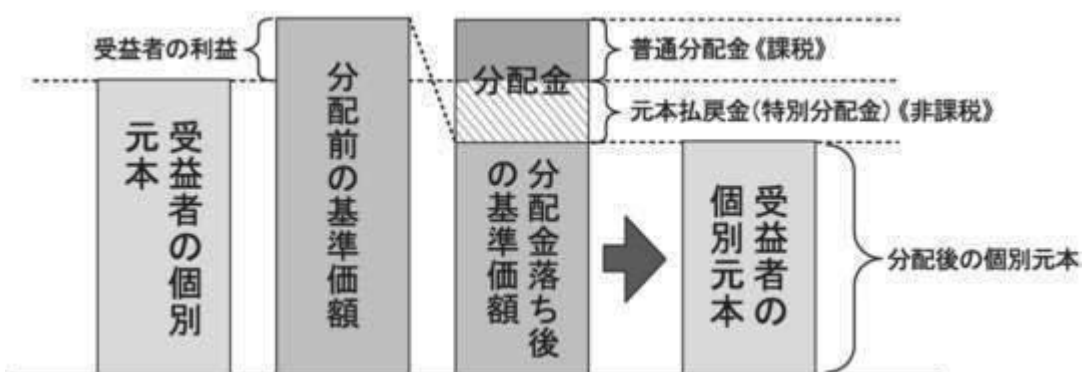 受益者の利益
受益者の個別
元本
分配前の基準価額
分配金
分配金落ち後
の基準価額
普通分配金《課税》
元本払戻金(特別分配金)《非課税》
受益者の
個別元本
分配後の個別元本